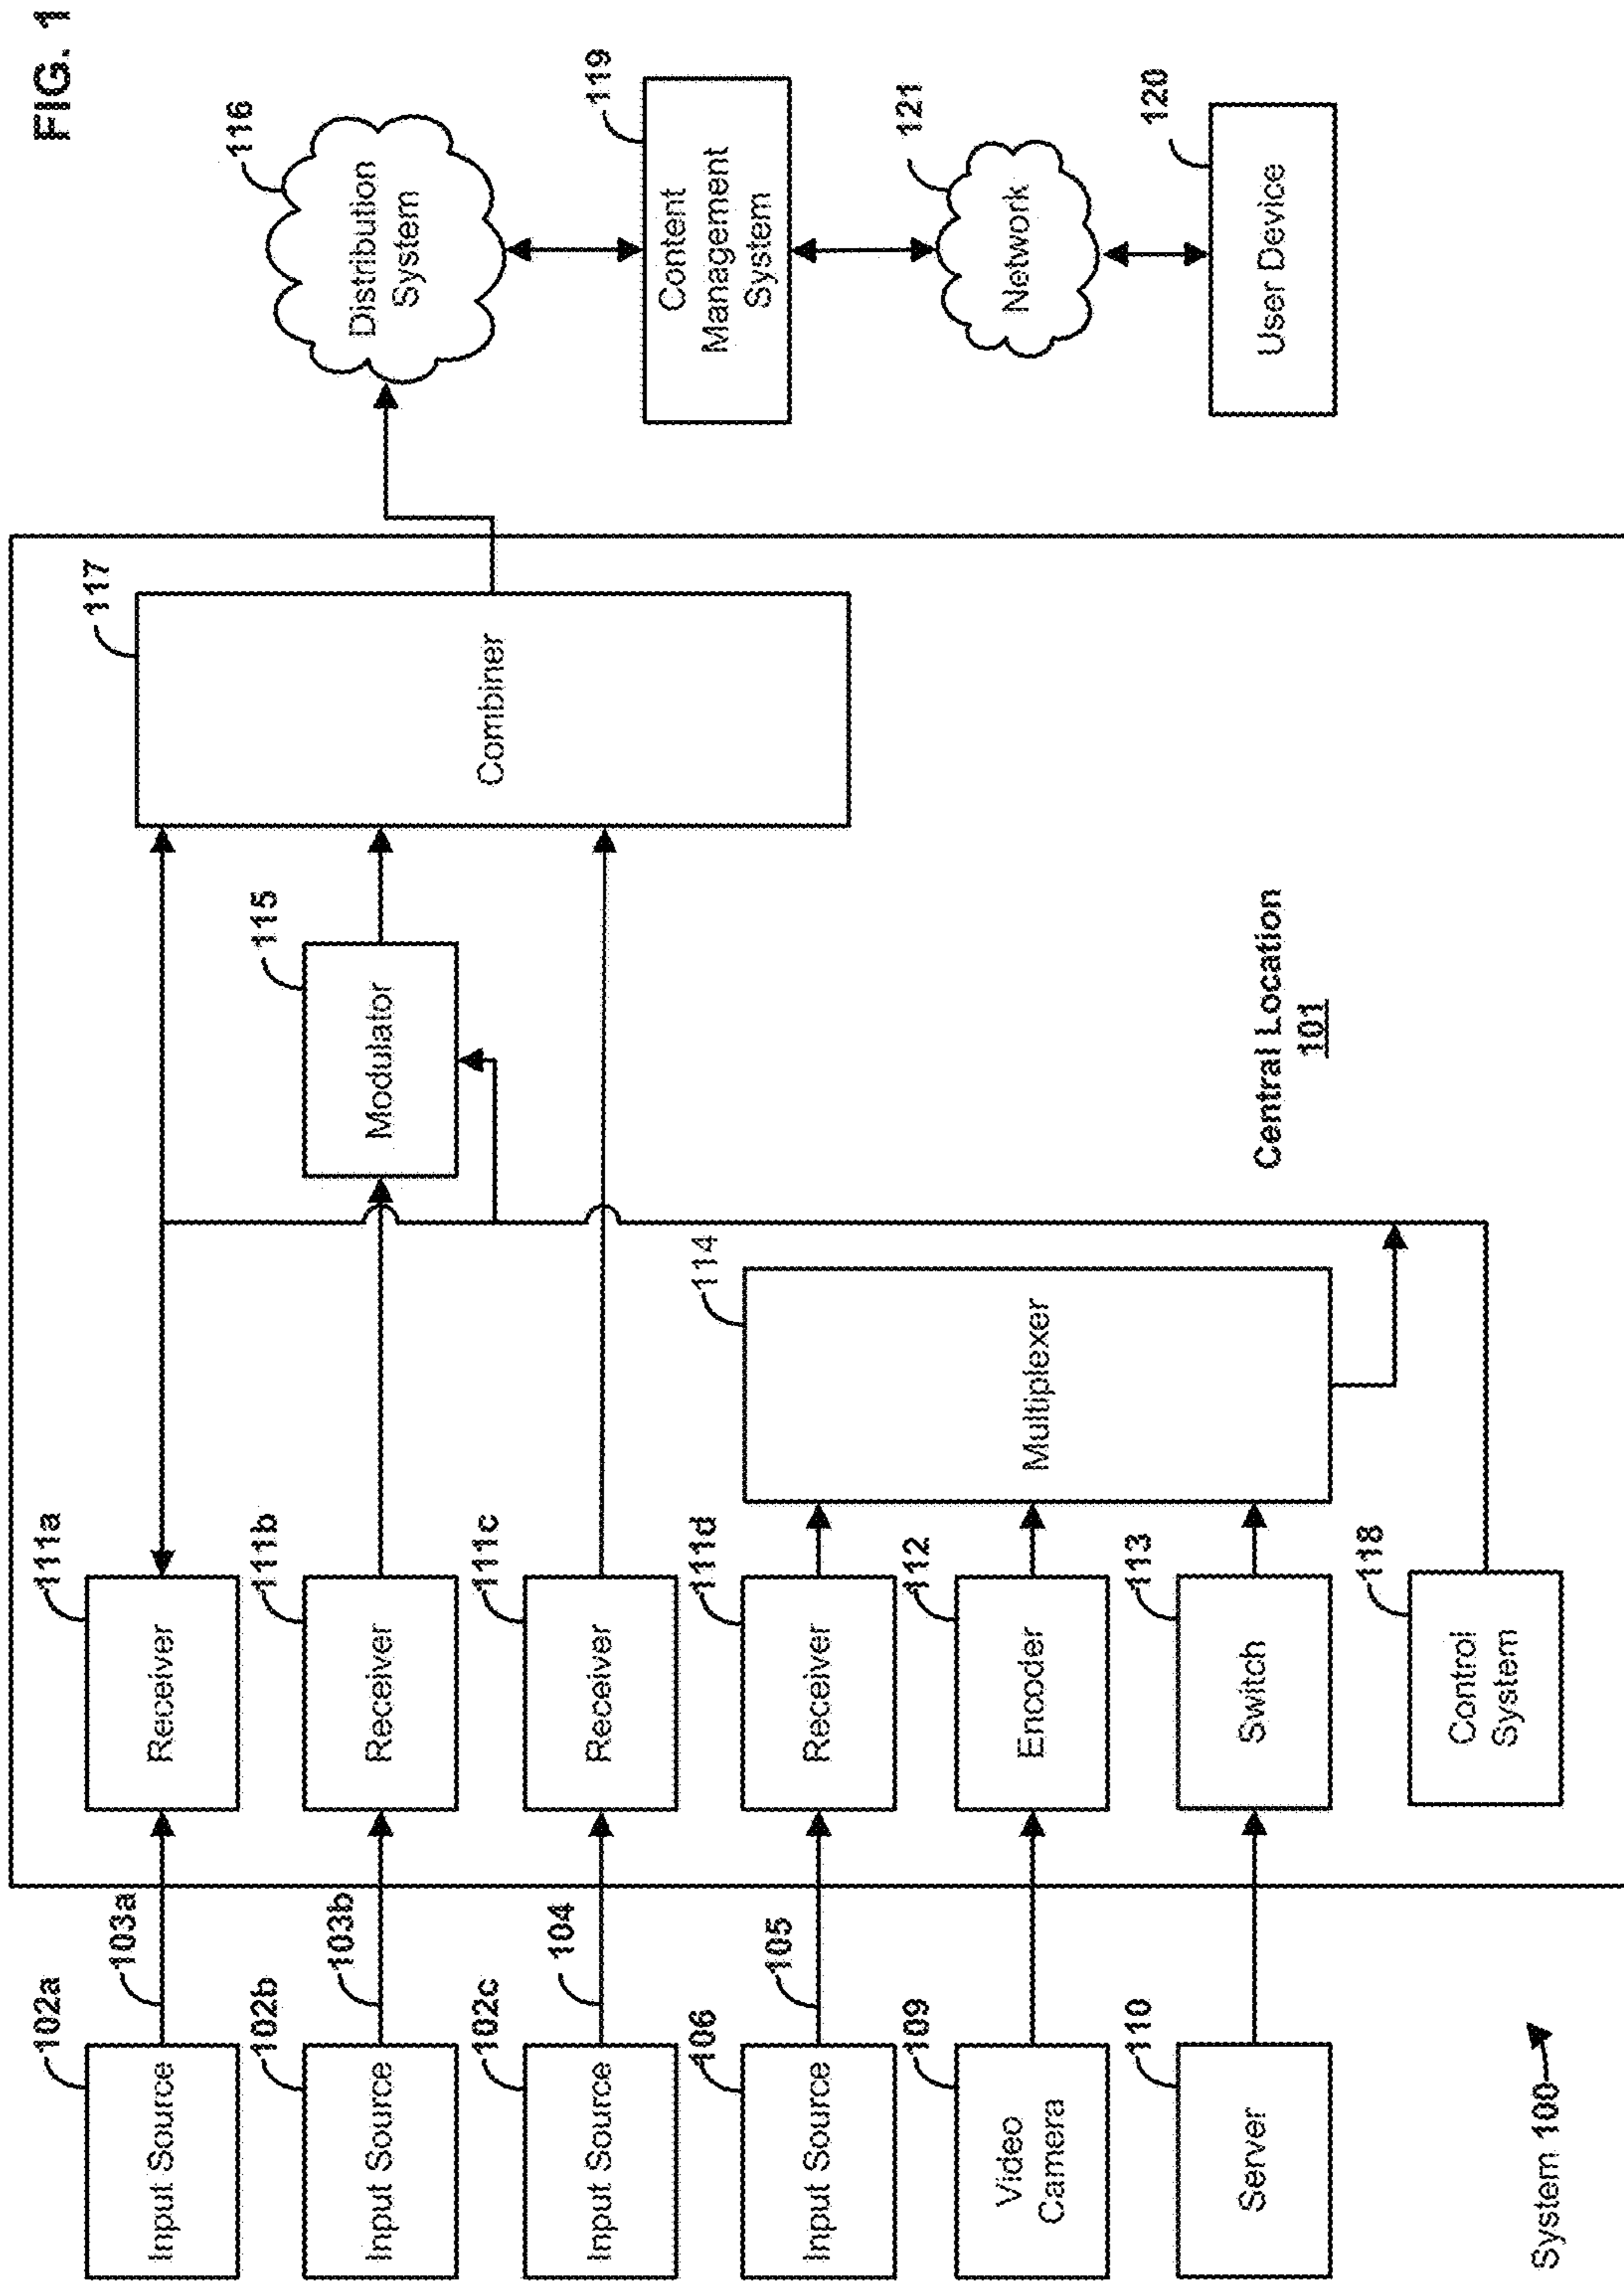 FIG. 1
102a
Input Source
103a
111a
Receiver
102b
Input Source
103b
111b
Receiver
115
Modulator
102c
Input Source
104
111c
Receiver
117
Combiner
106
Input Source
105
111d
Receiver
109
Video
Camera
112
Encoder
114
Multiplexer
110
Server
113
Switch
118
Control
System
Central Location
101
116
Distribution
System
119
Content
Management
System
121
Network
120
User Device
System 100